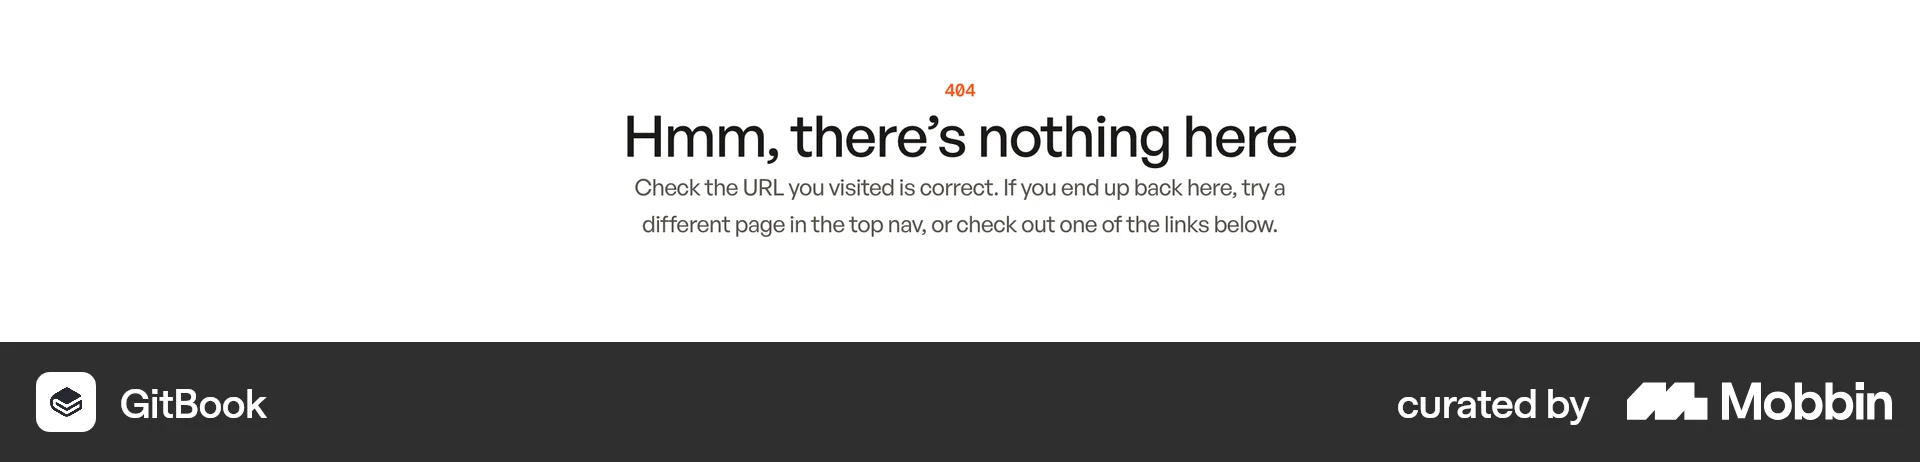 404
Hmm, there’s nothing here
Check the URL you visited is correct. If you end up back here, try a
different page in the top nav, or check out one of the links below.
GitBook
curated by Mobbin